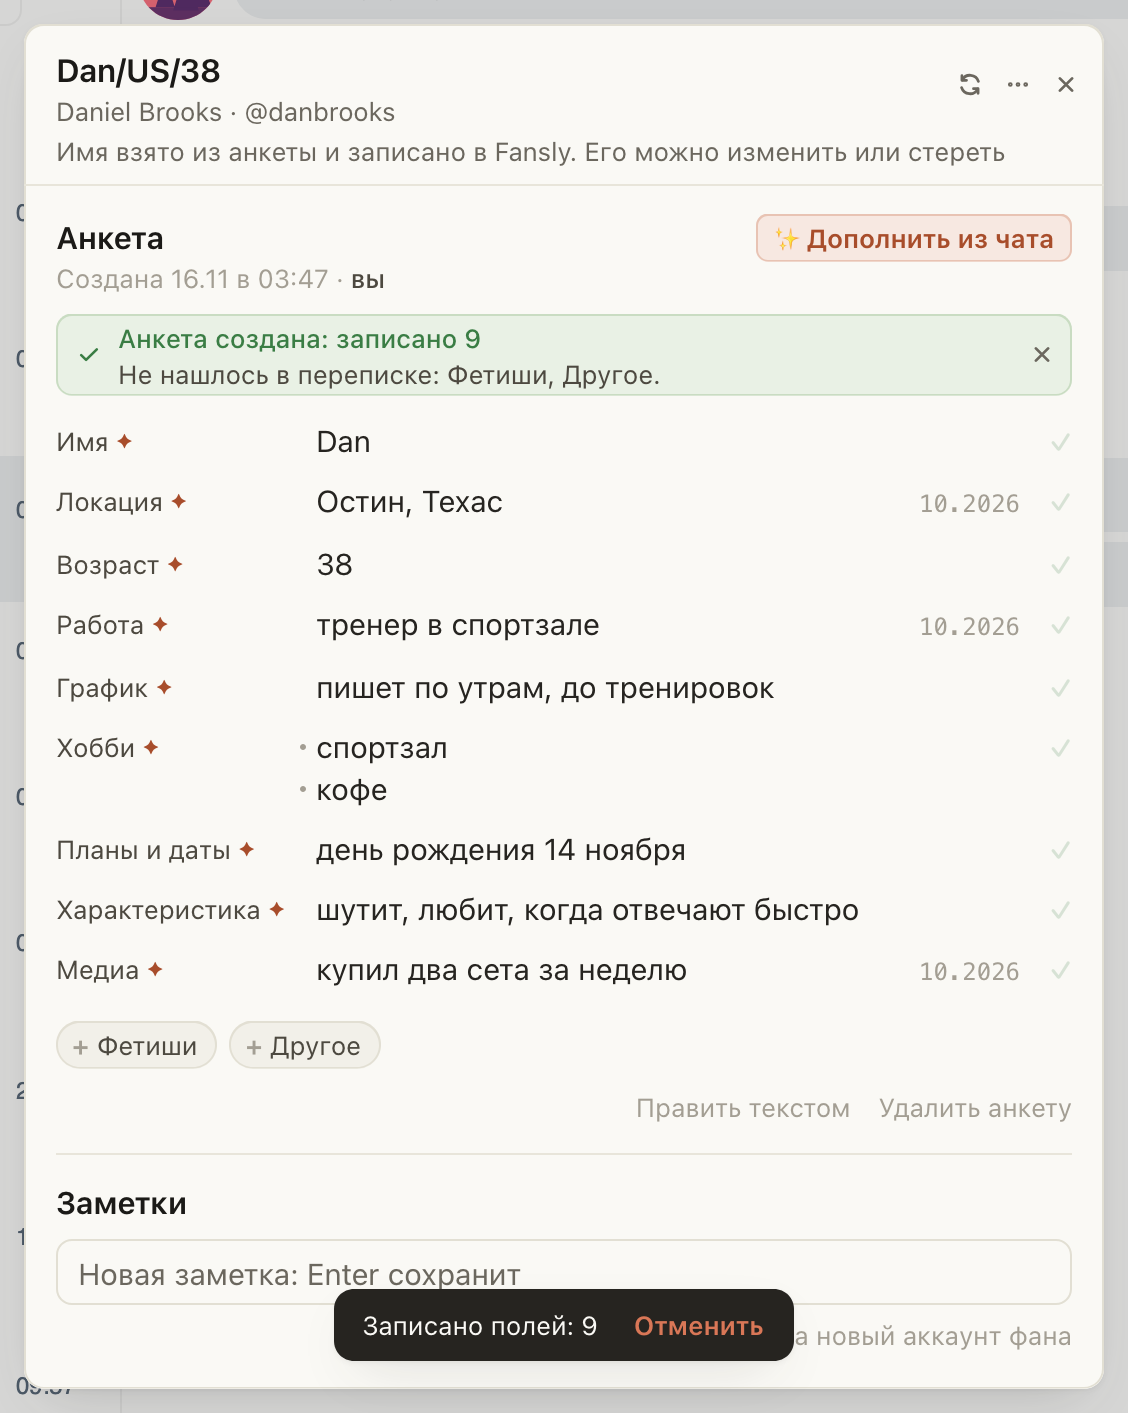 Dan/US/38
Daniel Brooks · @danbrooks
Имя взято из анкеты и записано в Fansly. Его можно изменить или стереть
Анкета
✨ Дополнить из чата
Создана 16.11 в 03:47 · вы
Анкета создана: записано 9
Не нашлось в переписке: Фетиши, Другое.
Имя Dan
Локация Остин, Техас 10.2026
Возраст 38
Работа тренер в спортзале 10.2026
График пишет по утрам, до тренировок
Хобби • спортзал
• кофе
Планы и даты день рождения 14 ноября
Характеристика шутит, любит, когда отвечают быстро
Медиа купил два сета за неделю 10.2026
+ Фетиши + Другое
Править текстом Удалить анкету
Заметки
Новая заметка: Enter сохранит
Записано полей: 9 Отменить
новый аккаунт фана